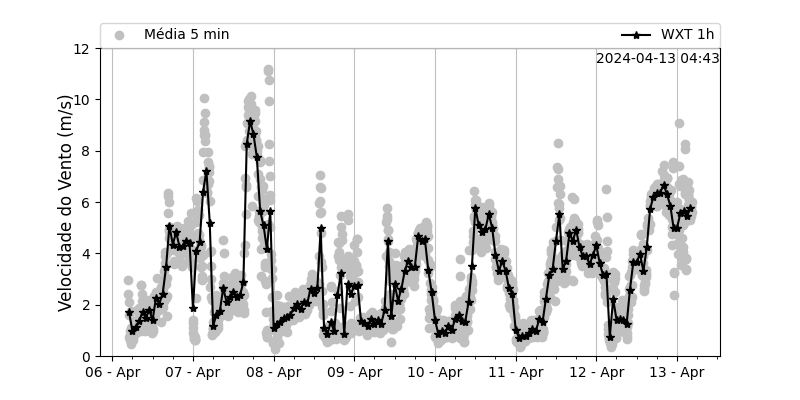 Média 5 min
WXT 1h
2024-04-13 04:43
Velocidade do Vento (m/s)
12
10
8
6
4
2
0
06 - Apr
07 - Apr
08 - Apr
09 - Apr
10 - Apr
11 - Apr
12 - Apr
13 - Apr